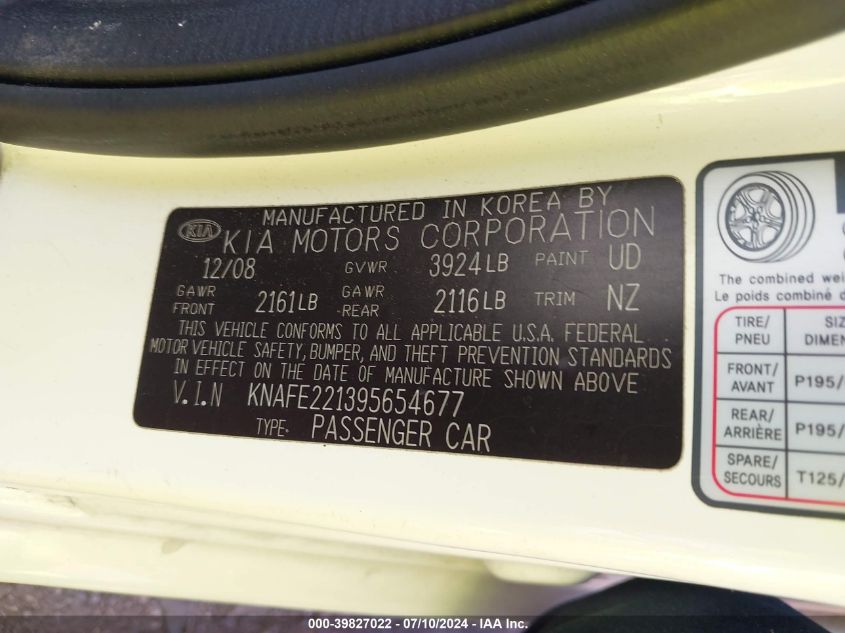 MANUFACTURED IN KOREA BY
KIA KIA MOTORS CORPORATION
12/08 GVWR 3924LB PAINT UD
GAWR FRONT 2161LB GAWR -REAR 2116LB TRIM NZ
THIS VEHICLE CONFORMS TO ALL APPLICABLE U.S.A. FEDERAL
MOTOR VEHICLE SAFETY, BUMPER, AND THEFT PREVENTION STANDARDS
IN EFFECT ON THE DATE OF MANUFACTURE SHOWN ABOVE
V.I.N KNAFE221395654677
TYPE: PASSENGER CAR
The combined wei
Le poids combiné d
TIRE/ SIZ
PNEU DIMEN
FRONT/
AVANT P195/
REAR/
ARRIÈRE P195/
SPARE/
SECOURS T125/
000-39827022 - 07/10/2024 - IAA, Inc.